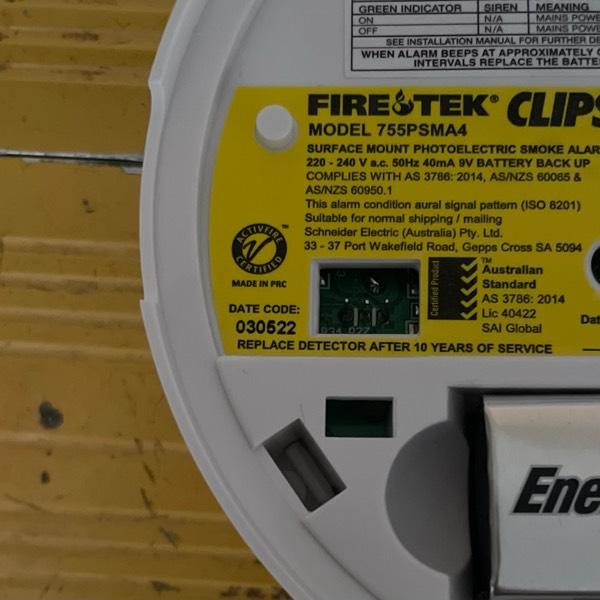 GREEN INDICATOR SIREN MEANING
ON N/A MAINS POWE
OFF N/A MAINS POW
SEE INSTALLATION MANUAL FOR FURTHER DE
WHEN ALARM BEEPS AT APPROXIMATELY
INTERVALS REPLACE THE BATTE
FIRETEK® CLIPS
MODEL 755PSMA4
SURFACE MOUNT PHOTOELECTRIC SMOKE ALAR
220 - 240 V a.c. 50Hz 40mA 9V BATTERY BACK UP
COMPLIES WITH AS 3786: 2014, AS/NZS 60065 &
AS/NZS 60950.1
This alarm condition aural signal pattern (ISO 8201)
Suitable for normal shipping / mailing
Schneider Electric (Australia) Pty. Ltd.
33 - 37 Port Wakefield Road, Gepps Cross SA 5094
ACTIVFIRE CERTIFIED ™
MADE IN PRC
Certified Product
™
Australian
Standard
AS 3786: 2014
Lic 40422
SAI Global
DATE CODE:
030522
Dat
REPLACE DETECTOR AFTER 10 YEARS OF SERVICE
Ene